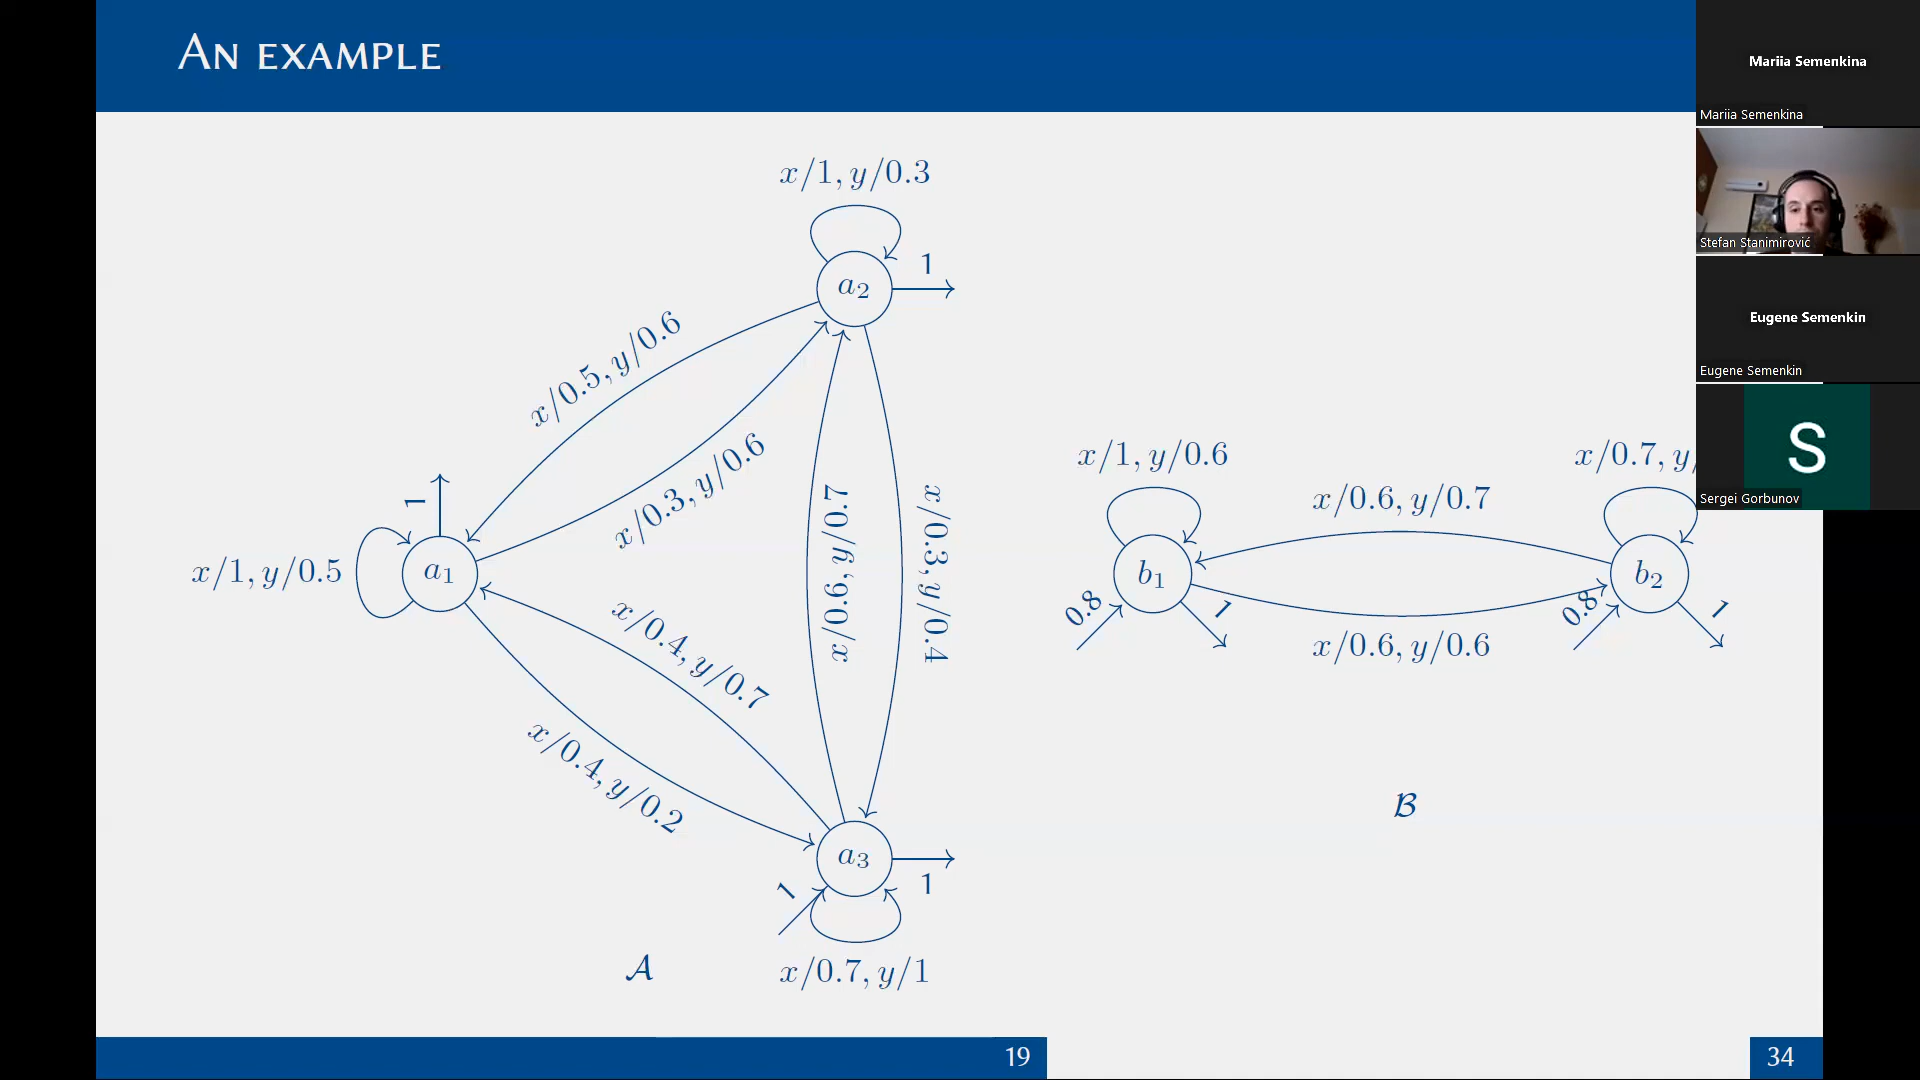 AN EXAMPLE
x/1, y/0.3
1
a2
x/0.5, y/0.6
x/0.3, y/0.6
1
x/1, y/0.5
a1
x/0.4, y/0.7
x/0.4, y/0.2
x/0.6, y/0.7
x/0.3, y/0.4
a3
1
1
x/0.7, y/1
A
x/1, y/0.6
x/0.7, y/
x/0.6, y/0.7
b1
b2
0.8
1
0.8
1
x/0.6, y/0.6
B
19
34
Mariia Semenkina
Mariia Semenkina
Stefan Stanimirović
Eugene Semenkin
Eugene Semenkin
S
Sergei Gorbunov